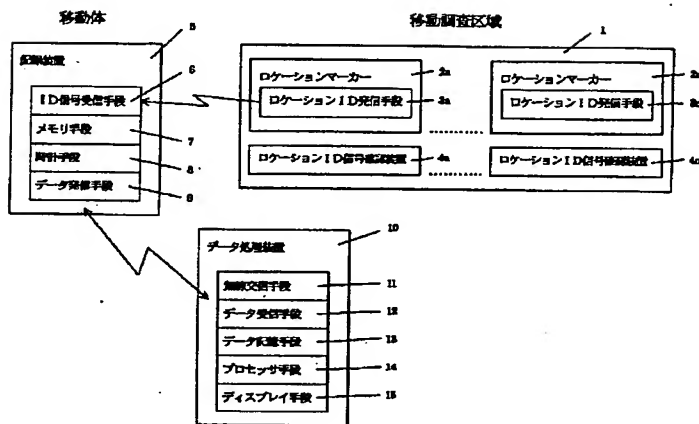 移動体
5
記録装置
6
ID信号受信手段
メモリ手段
7
時計手段
8
データ発信手段
9
移動調査区域
1
ロケーションマーカー
2a
ロケーションID発信手段
3a
ロケーションマーカー
ロケーションID発信手段
ロケーションID信号確認装置
4a
ロケーションID信号確認装置
データ処理装置
10
無線交信手段
11
データ受信手段
12
データ記憶手段
13
プロセッサ手段
14
ディスプレイ手段
15